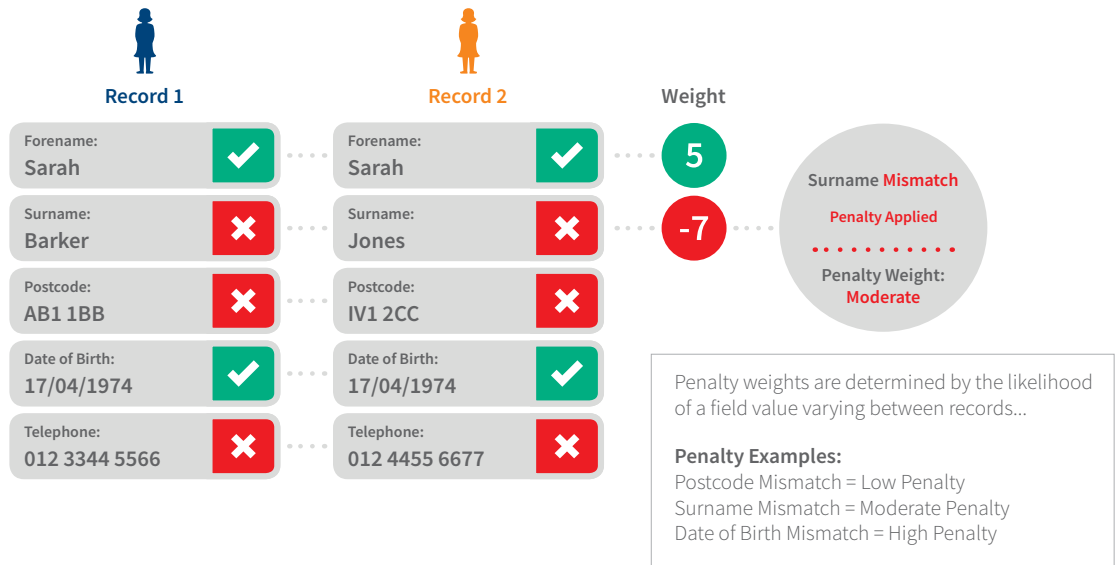 Record 1
Record 2
Weight
Forename:
Sarah
Forename:
Sarah
5
Surname:
Barker
Surname:
Jones
-7
Surname Mismatch
Penalty Applied
Penalty Weight:
Moderate
Postcode:
AB1 1BB
Postcode:
IV1 2CC
Date of Birth:
17/04/1974
Date of Birth:
17/04/1974
Telephone:
012 3344 5566
Telephone:
012 4455 6677
Penalty weights are determined by the likelihood
of a field value varying between records...
Penalty Examples:
Postcode Mismatch = Low Penalty
Surname Mismatch = Moderate Penalty
Date of Birth Mismatch = High Penalty